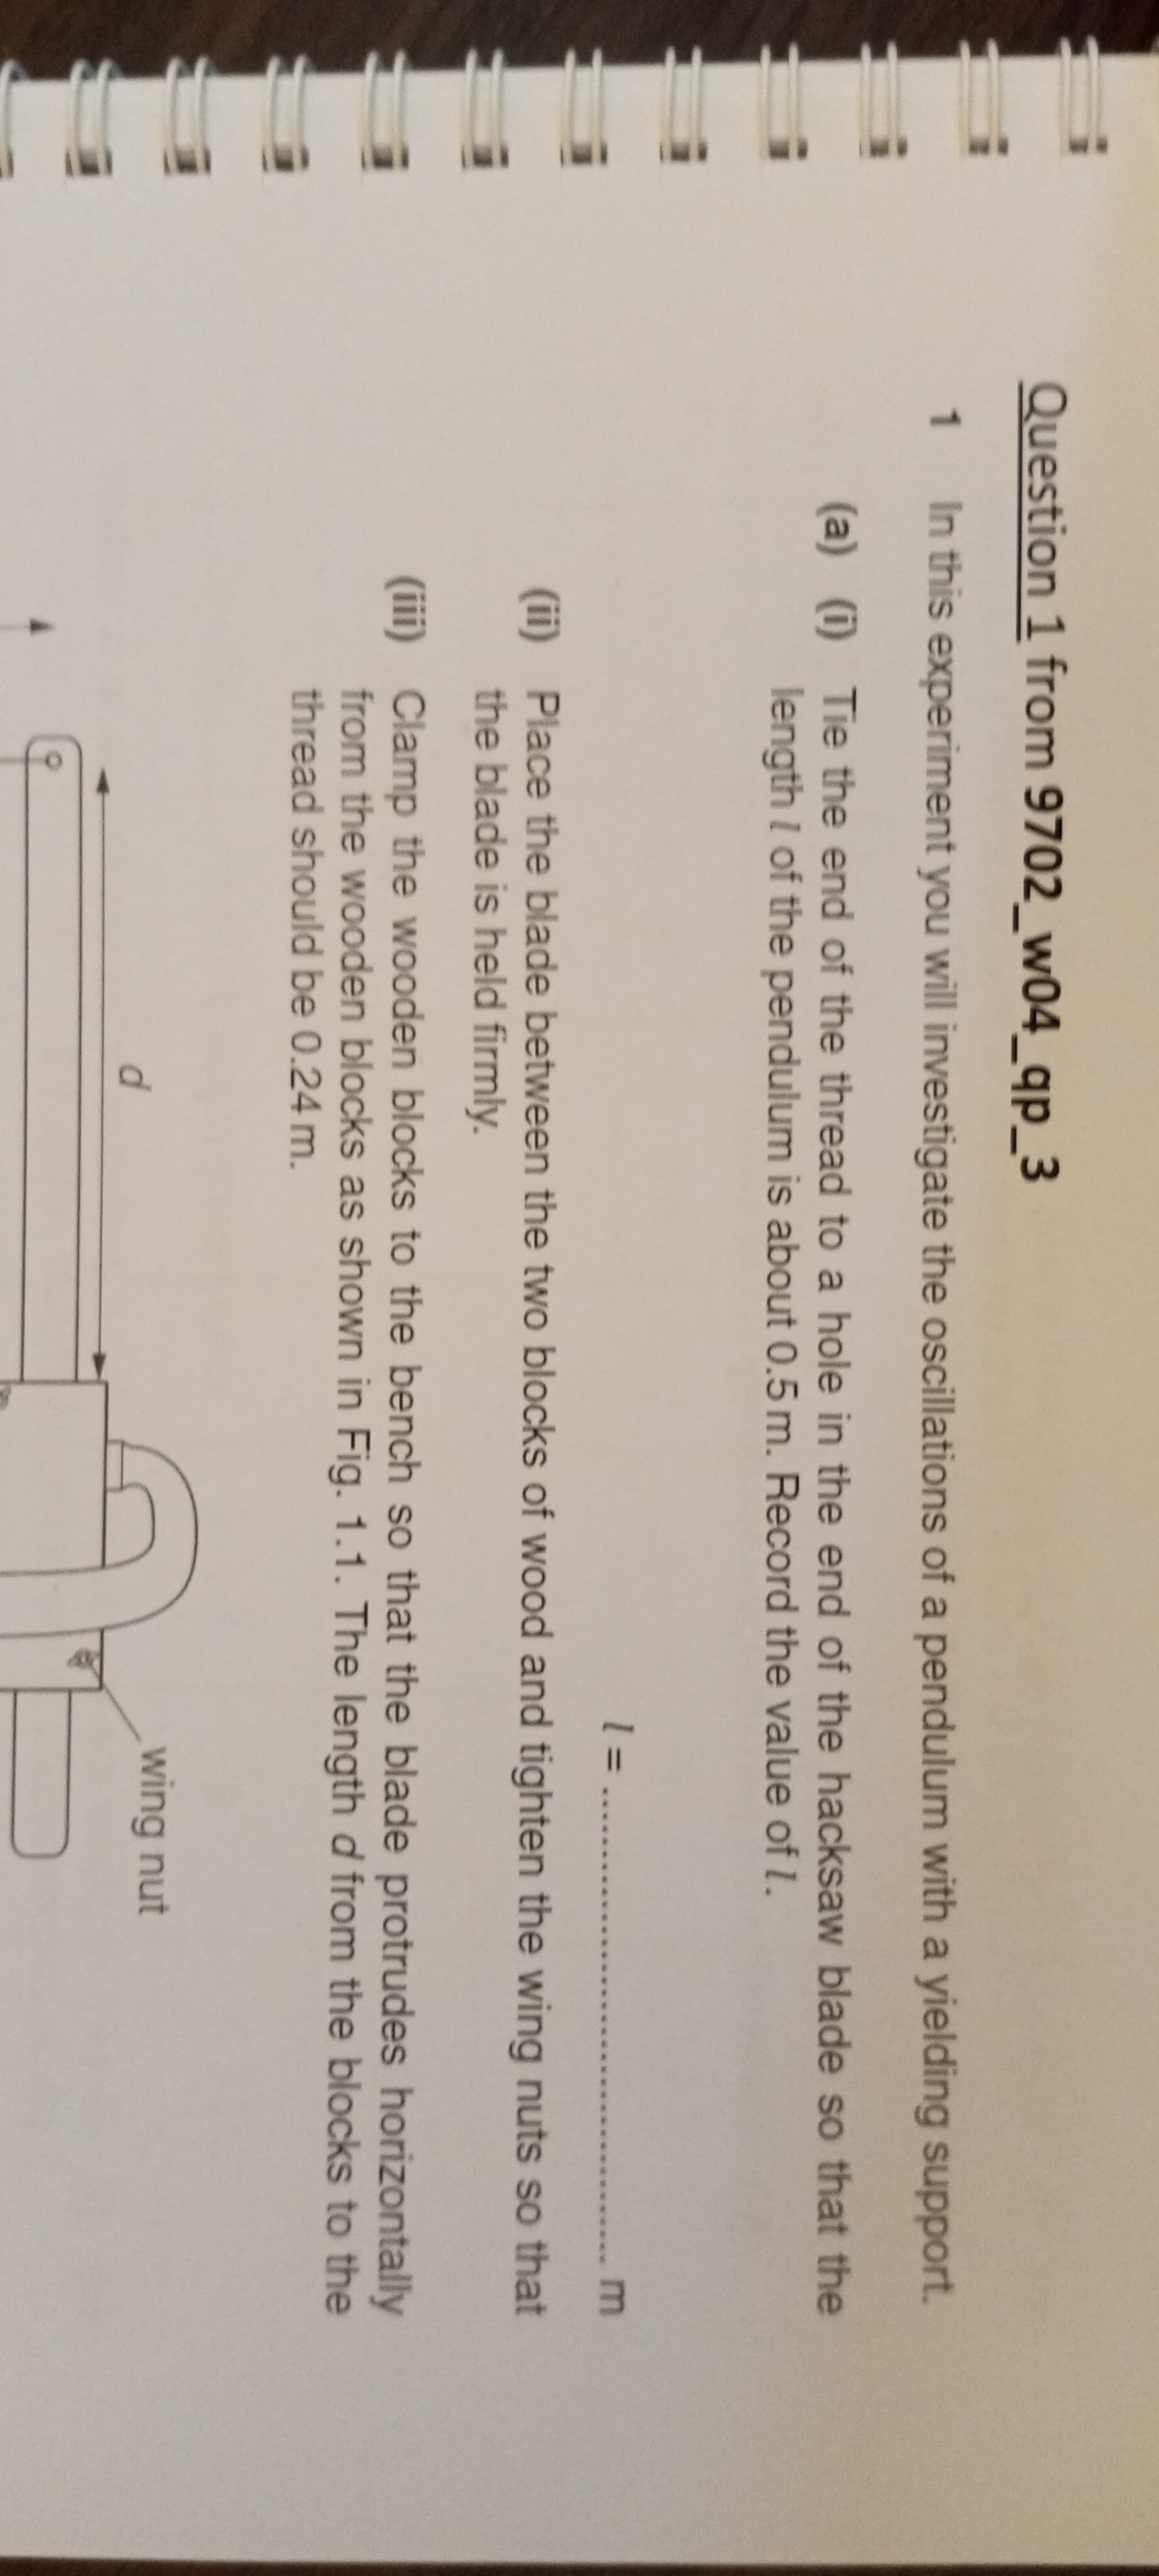 Question 1 from 9702_w04_qp_3
1 In this experiment you will investigate the oscillations of a pendulum with a yielding support.
(a) (i) Tie the end of the thread to a hole in the end of the hacksaw blade so that the
length l of the pendulum is about 0.5 m. Record the value of l.
l = ........................................ m
(ii) Place the blade between the two blocks of wood and tighten the wing nuts so that
the blade is held firmly.
(iii) Clamp the wooden blocks to the bench so that the blade protrudes horizontally
from the wooden blocks as shown in Fig. 1.1. The length d from the blocks to the
thread should be 0.24 m.
wing nut
d